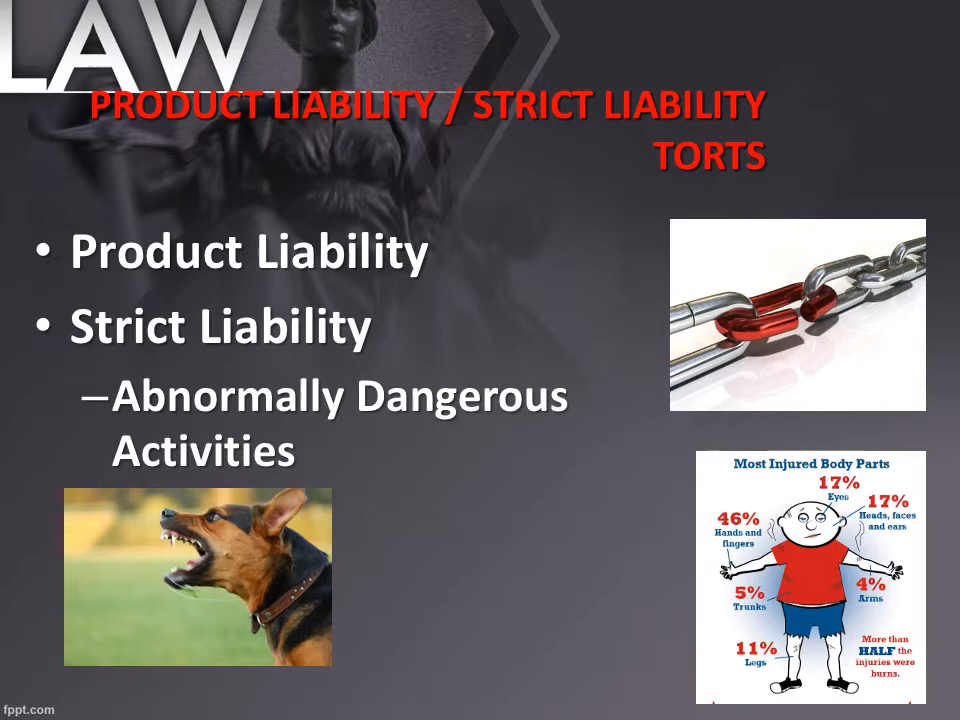 LAW
PRODUCT LIABILITY / STRICT LIABILITY
TORTS
• Product Liability
• Strict Liability
–Abnormally Dangerous
Activities
Most Injured Body Parts
17%
Eyes
17%
Heads, faces
and ears
46%
Hands and
fingers
4%
Arms
5%
Trunks
11%
Legs
More than
HALF the
injuries were
burns.
fppt.com